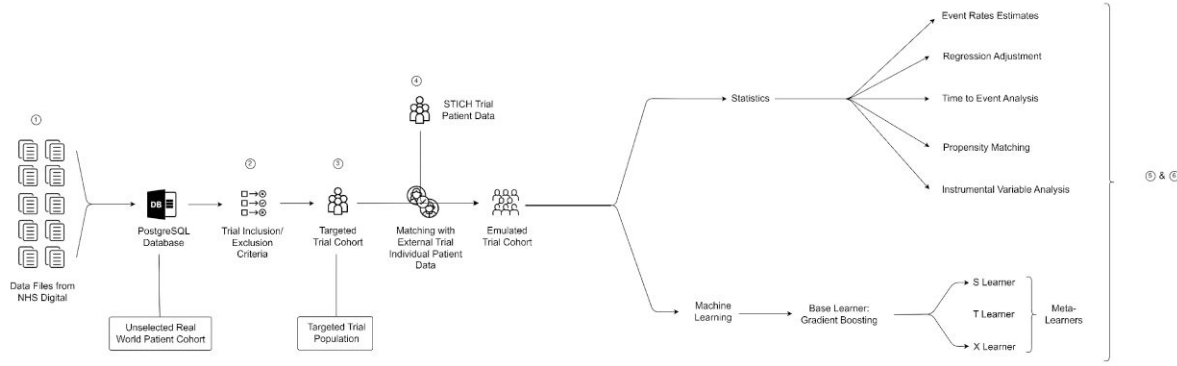 ①
Data Files from
NHS Digital
DB
PostgreSQL
Database
Unselected Real
World Patient Cohort
②
Trial Inclusion/
Exclusion
Criteria
③
Targeted
Trial Cohort
Targeted Trial
Population
④
STICH Trial
Patient Data
Matching with
External Trial
Individual Patient
Data
Emulated
Trial Cohort
Statistics
Event Rates Estimates
Regression Adjustment
Time to Event Analysis
Propensity Matching
Instrumental Variable Analysis
Machine
Learning
Base Learner:
Gradient Boosting
S Learner
T Learner
X Learner
Meta-
Learners
⑤ & ⑥